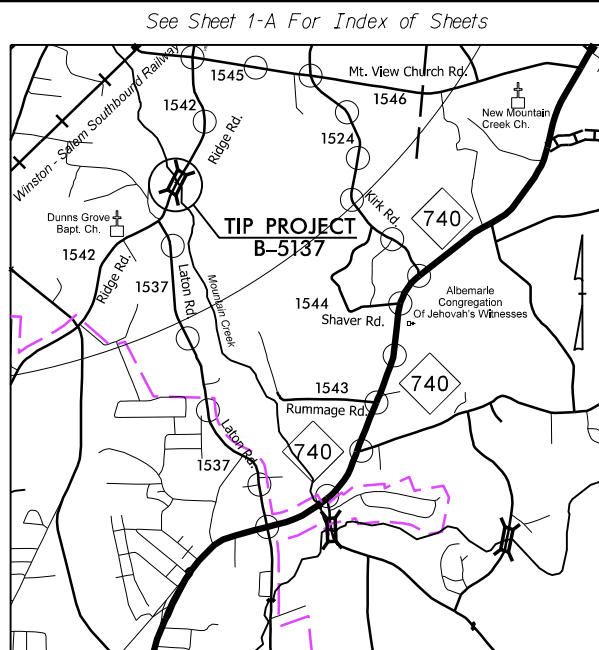 See Sheet 1-A For Index of Sheets
Winston - Salem Southbound Railway
1545
Mt. View Church Rd.
1546
1542
Ridge Rd.
1524
New Mountain
Creek Ch.
Kirk Rd.
740
Dunns Grove
Bapt. Ch.
TIP PROJECT
B-5137
1542
Ridge Rd.
1537
Laton Rd.
Mountain Creek
1544
Shaver Rd.
Albemarle
Congregation
Of Jehovah's Witnesses
740
1543
Rummage Rd.
Laton Rd.
1537
740